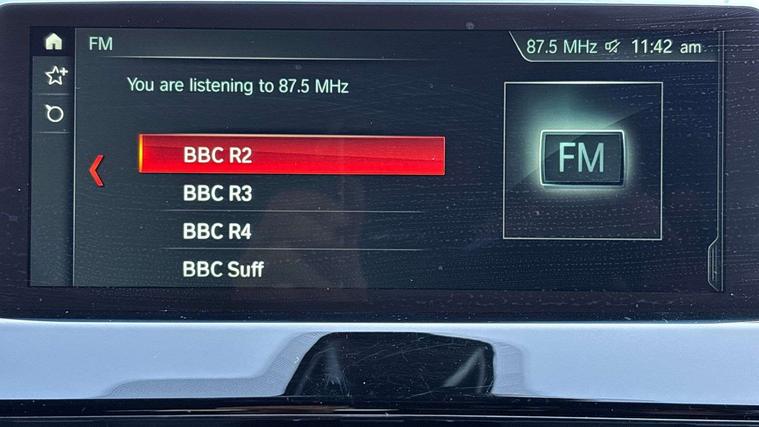 FM
87.5 MHz 11:42 am
You are listening to 87.5 MHz
BBC R2
BBC R3
BBC R4
BBC Suff
FM